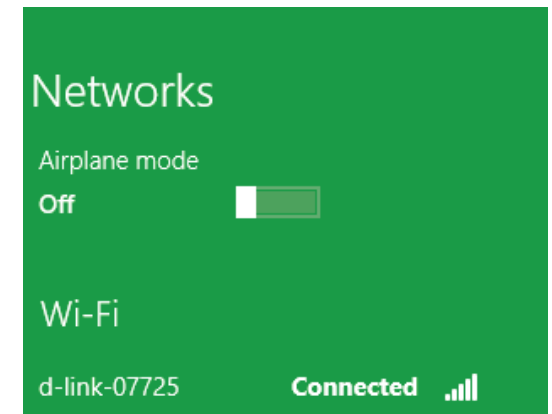 Networks
Airplane mode
Off
Wi-Fi
d-link-07725 Connected